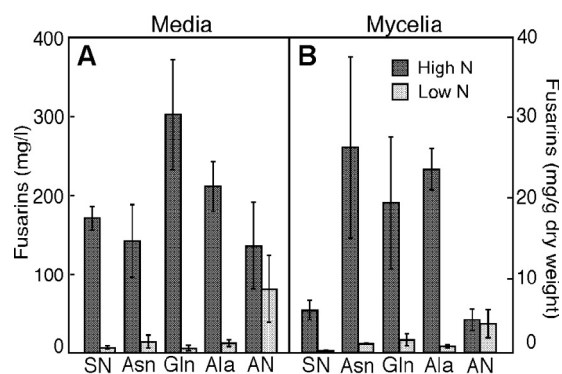 Media Mycelia
400 A B 40
High N
Low N
300 30
200 20
100 10
0 0
Fusarins (mg/l)
Fusarins (mg/g dry weight)
SN Asn Gln Ala AN SN Asn Gln Ala AN